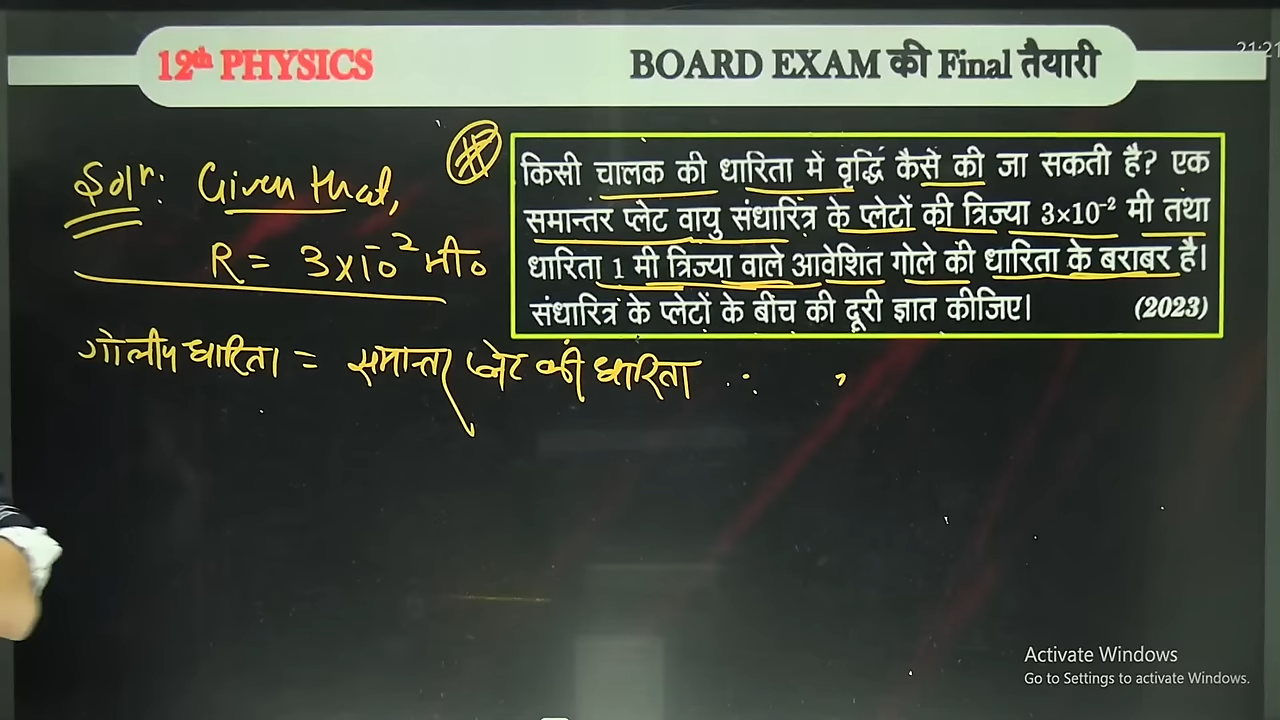 12th PHYSICS
BOARD EXAM की Final तैयारी
21:21
Soln: Given that,
R = 3×10⁻² मी०
किसी चालक की धारिता में वृद्धि कैसे की जा सकती है? एक
समान्तर प्लेट वायु संधारित्र के प्लेटों की त्रिज्या 3×10⁻² मी तथा
धारिता 1 मी त्रिज्या वाले आवेशित गोले की धारिता के बराबर है।
संधारित्र के प्लेटों के बीच की दूरी ज्ञात कीजिए। (2023)
गोलीय धारिता = समान्तर प्लेट की धारिता
Activate Windows
Go to Settings to activate Windows.